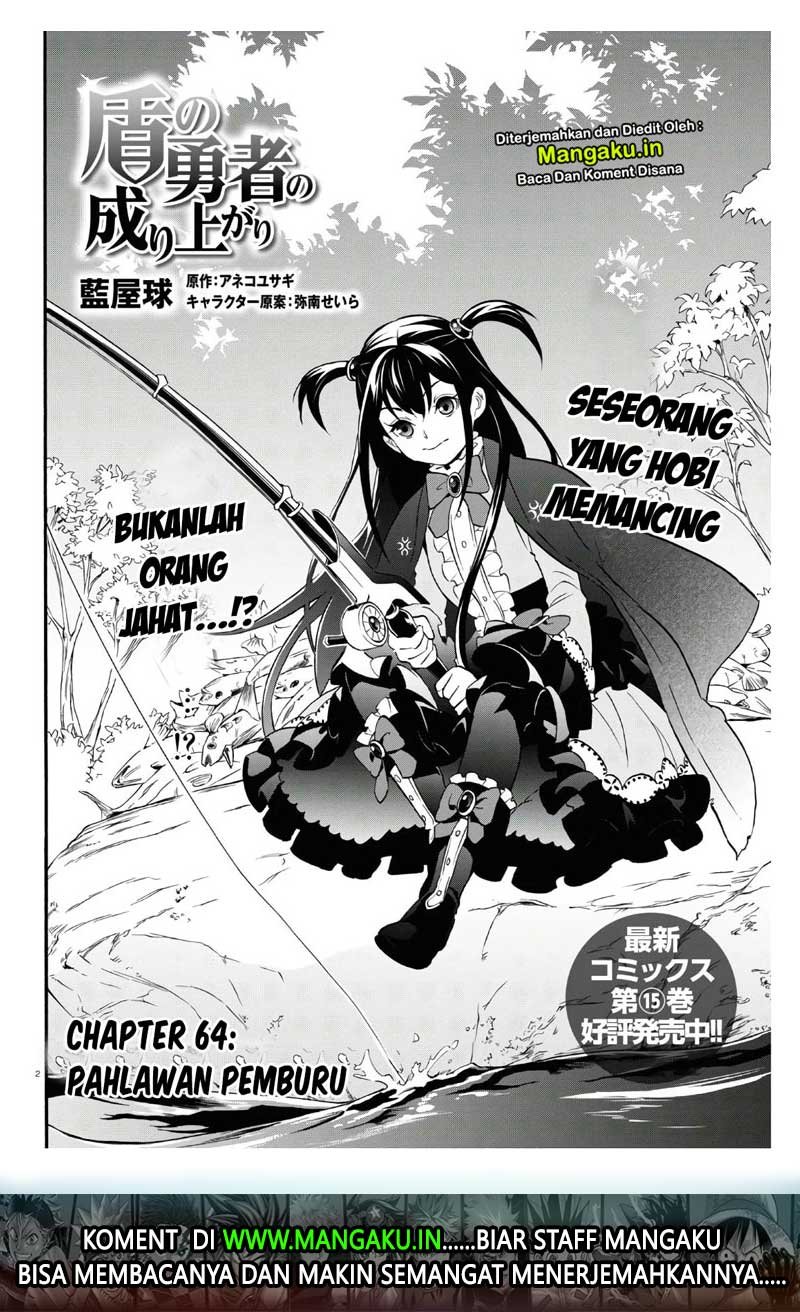 盾の勇者の
成り上がり
藍屋球
原作：アネコユサギ
キャラクター原案：弥南せいら
Diterjemahkan dan Diedit Oleh :
Mangaku.in
Baca Dan Koment Disana
SESEORANG
YANG HOBI
MEMANCING
BUKANLAH
ORANG
JAHAT....!?
!?
最新
コミックス
第⑮巻
好評発売中!!
CHAPTER 64:
PAHLAWAN PEMBURU
2
KOMENT DI WWW.MANGAKU.IN......BIAR STAFF MANGAKU
BISA MEMBACANYA DAN MAKIN SEMANGAT MENERJEMAHKANNYA.....